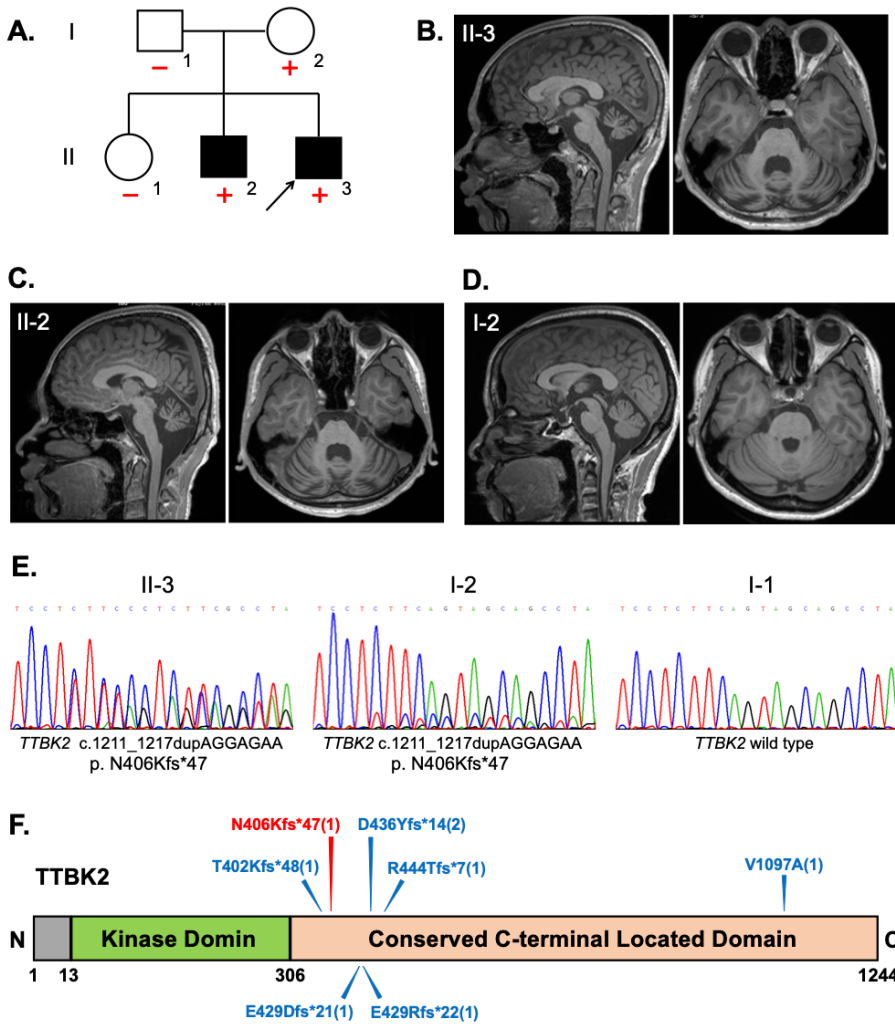 A.
I
1
2
− +
II
1
2
3
− + +
B.
II-3
C.
II-2
D.
I-2
E.
II-3 I-2 I-1
T C C T C T T C C C T C T T C G C C T A
T C C T C T T C A G T A G C A G C C T A
T C C T C T T C A G T A G C A G C C T A
TTBK2 c.1211_1217dupAGGAGAA
p. N406Kfs*47
TTBK2 c.1211_1217dupAGGAGAA
p. N406Kfs*47
TTBK2 wild type
F.
N406Kfs*47(1) D436Yfs*14(2)
T402Kfs*48(1) R444Tfs*7(1) V1097A(1)
TTBK2
N Kinase Domin Conserved C-terminal Located Domain C
1 13 306 1244
E429Dfs*21(1) E429Rfs*22(1)